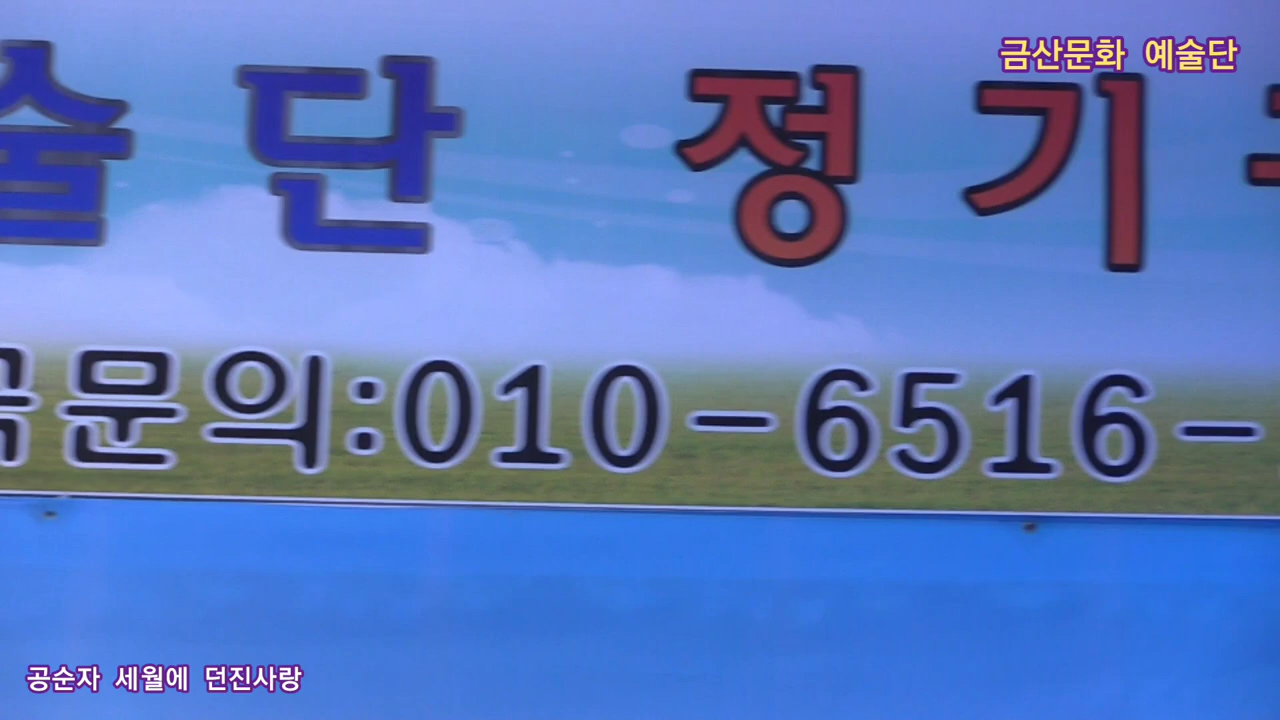 금산문화 예술단
술단 정기
문의:010-6516-
공순자 세월에 던진사랑